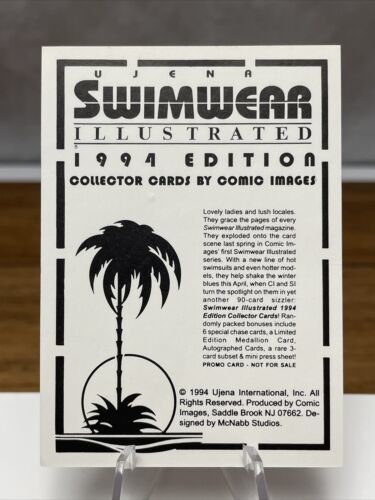 UJENA
SWIMWEAR
ILLUSTRATED
®
1994 EDITION
COLLECTOR CARDS BY COMIC IMAGES
Lovely ladies and lush locales.
They grace the pages of every
Swimwear Illustrated magazine.
They exploded onto the card
scene last spring in Comic Im-
ages' first Swimwear Illustrated
series. With a new line of hot
swimsuits and even hotter mod-
els, they help shake the winter
blues this April, when CI and SI
turn the spotlight on them in yet
another 90-card sizzler:
Swimwear Illustrated 1994
Edition Collector Cards! Ran-
domly packed bonuses include
6 special chase cards, a Limited
Edition Medallion Card,
Autographed Cards, a rare 3-
card subset & mini press sheet!
PROMO CARD - NOT FOR SALE
© 1994 Ujena International, Inc. All
Rights Reserved. Produced by Comic
Images, Saddle Brook NJ 07662. De-
signed by McNabb Studios.